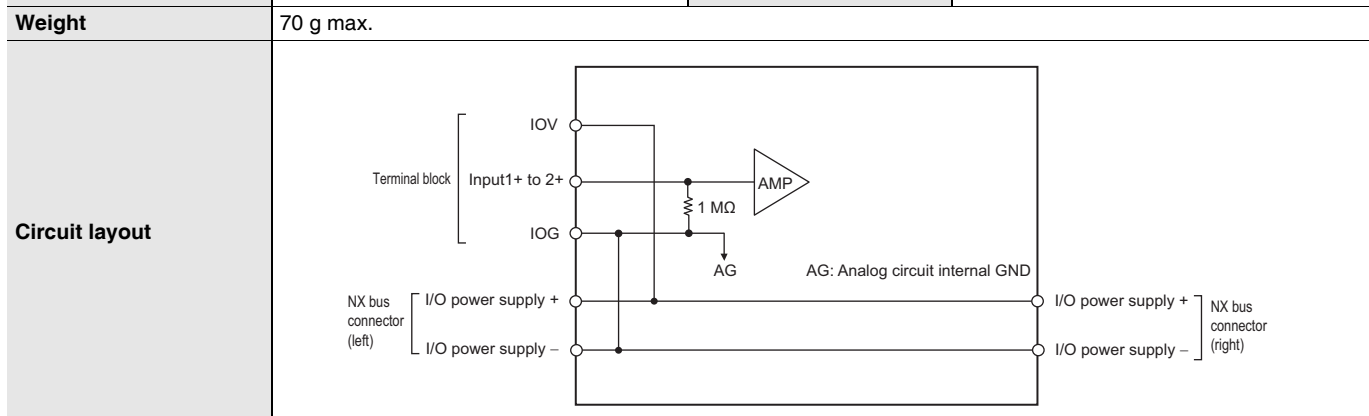 Weight
70 g max.
Circuit layout
IOV
Terminal block
Input1+ to 2+
AMP
1 MΩ
IOG
AG
AG: Analog circuit internal GND
NX bus
connector
(left)
I/O power supply +
I/O power supply –
I/O power supply +
I/O power supply –
NX bus
connector
(right)